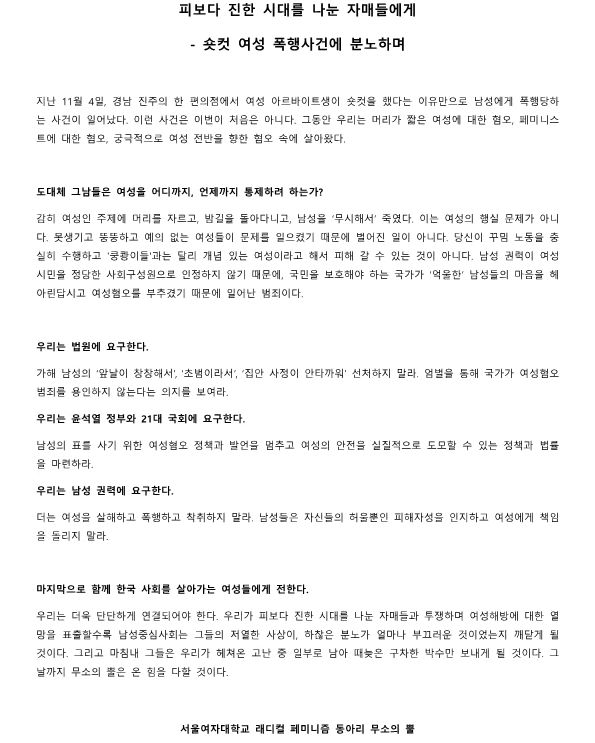 피보다 진한 시대를 나눈 자매들에게
- 숏컷 여성 폭행사건에 분노하며
지난 11월 4일, 경남 진주의 한 편의점에서 여성 아르바이트생이 숏컷을 했다는 이유만으로 남성에게 폭행당하
는 사건이 일어났다. 이런 사건은 이번이 처음은 아니다. 그동안 우리는 머리가 짧은 여성에 대한 혐오, 페미니스
트에 대한 혐오, 궁극적으로 여성 전반을 향한 혐오 속에 살아왔다.
도대체 그남들은 여성을 어디까지, 언제까지 통제하려 하는가?
감히 여성인 주제에 머리를 자르고, 밤길을 돌아다니고, 남성을 '무시해서' 죽였다. 이는 여성의 행실 문제가 아니
다. 못생기고 뚱뚱하고 예의 없는 여성들이 문제를 일으켰기 때문에 벌어진 일이 아니다. 당신이 꾸밈 노동을 충
실히 수행하고 '쿵쾅이들'과는 달리 개념 있는 여성이라고 해서 피해 갈 수 있는 것이 아니다. 남성 권력이 여성
시민을 정당한 사회구성원으로 인정하지 않기 때문에, 국민을 보호해야 하는 국가가 '억울한' 남성들의 마음을 헤
아린답시고 여성혐오를 부추겼기 때문에 일어난 범죄이다.
우리는 법원에 요구한다.
가해 남성의 '앞날이 창창해서', '초범이라서', '집안 사정이 안타까워' 선처하지 말라. 엄벌을 통해 국가가 여성혐오
범죄를 용인하지 않는다는 의지를 보여라.
우리는 윤석열 정부와 21대 국회에 요구한다.
남성의 표를 사기 위한 여성혐오 정책과 발언을 멈추고 여성의 안전을 실질적으로 도모할 수 있는 정책과 법률
을 마련하라.
우리는 남성 권력에 요구한다.
더는 여성을 살해하고 폭행하고 착취하지 말라. 남성들은 자신들의 허울뿐인 피해자성을 인지하고 여성에게 책임
을 돌리지 말라.
마지막으로 함께 한국 사회를 살아가는 여성들에게 전한다.
우리는 더욱 단단하게 연결되어야 한다. 우리가 피보다 진한 시대를 나눈 자매들과 투쟁하며 여성해방에 대한 열
망을 표출할수록 남성중심사회는 그들의 저열한 사상이, 하찮은 분노가 얼마나 부끄러운 것이었는지 깨닫게 될
것이다. 그리고 마침내 그들은 우리가 헤쳐온 고난 중 일부로 남아 때늦은 구차한 박수만 보내게 될 것이다. 그
날까지 무소의 뿔은 온 힘을 다할 것이다.
서울여자대학교 래디컬 페미니즘 동아리 무소의 뿔